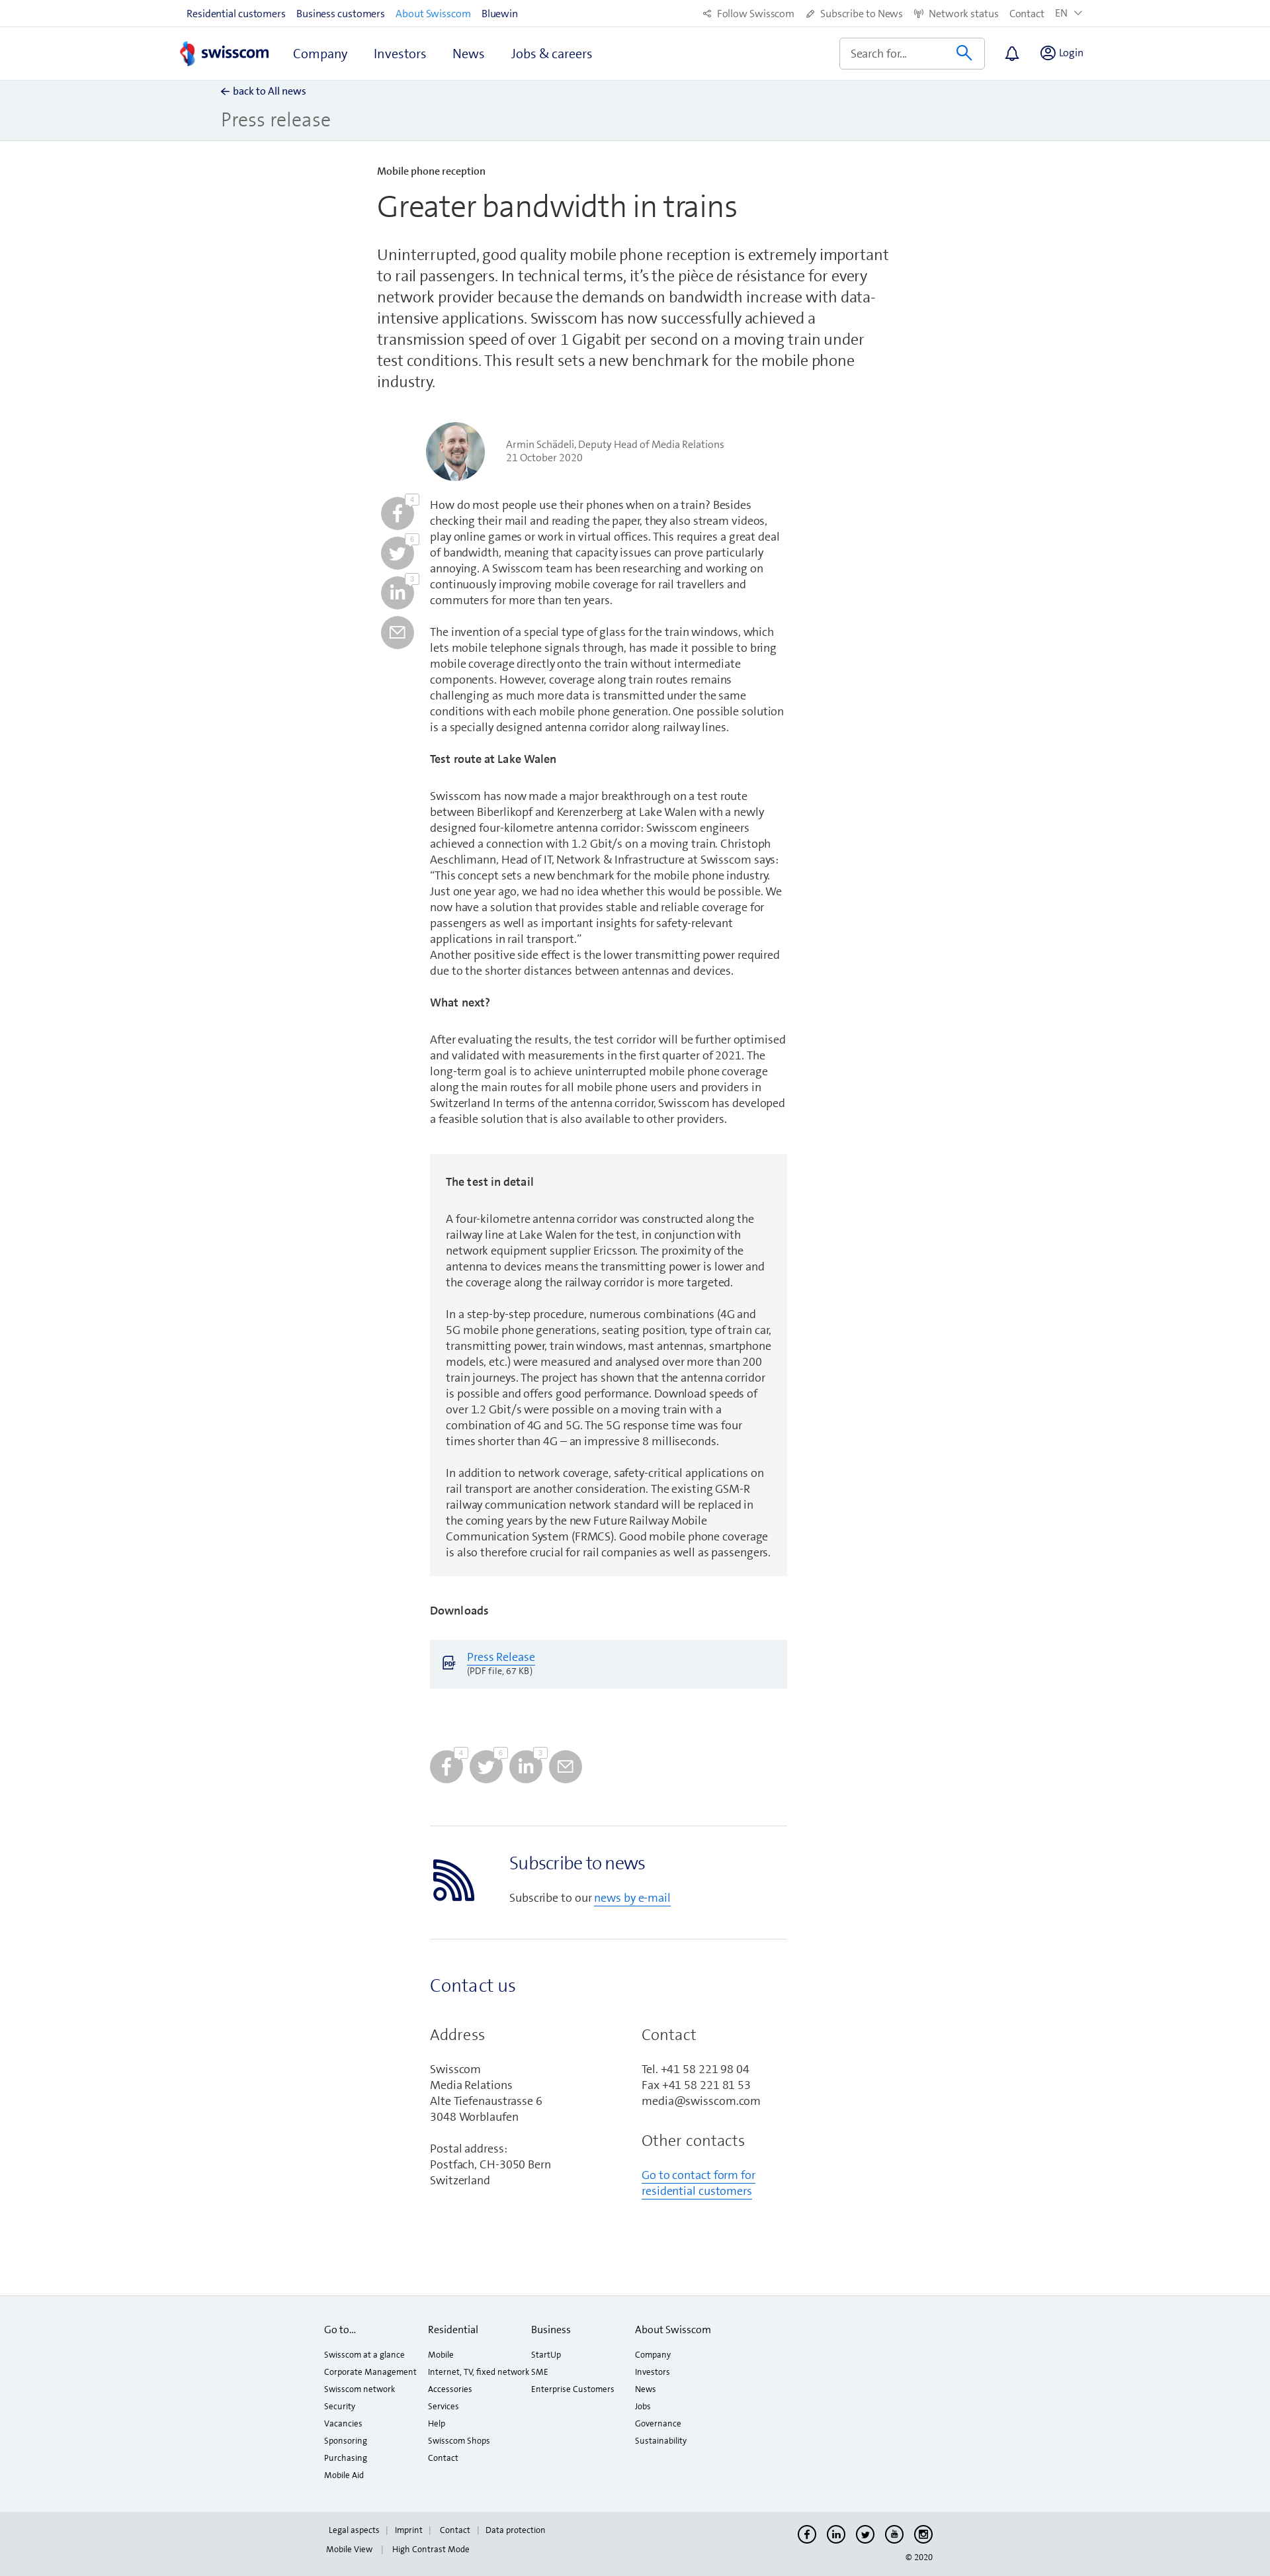 Residential customers Business customers About Swisscom Bluewin Follow Swisscom Subscribe to News Network status Contact EN
swisscom Company Investors News Jobs & careers Search for... Login
back to All news
Press release
Mobile phone reception
Greater bandwidth in trains
Uninterrupted, good quality mobile phone reception is extremely important
to rail passengers. In technical terms, it’s the pièce de résistance for every
network provider because the demands on bandwidth increase with data-
intensive applications. Swisscom has now successfully achieved a
transmission speed of over 1 Gigabit per second on a moving train under
test conditions. This result sets a new benchmark for the mobile phone
industry.
Armin Schädeli, Deputy Head of Media Relations
21 October 2020
4
6
3
How do most people use their phones when on a train? Besides
checking their mail and reading the paper, they also stream videos,
play online games or work in virtual offices. This requires a great deal
of bandwidth, meaning that capacity issues can prove particularly
annoying. A Swisscom team has been researching and working on
continuously improving mobile coverage for rail travellers and
commuters for more than ten years.
The invention of a special type of glass for the train windows, which
lets mobile telephone signals through, has made it possible to bring
mobile coverage directly onto the train without intermediate
components. However, coverage along train routes remains
challenging as much more data is transmitted under the same
conditions with each mobile phone generation. One possible solution
is a specially designed antenna corridor along railway lines.
Test route at Lake Walen
Swisscom has now made a major breakthrough on a test route
between Biberlikopf and Kerenzerberg at Lake Walen with a newly
designed four-kilometre antenna corridor: Swisscom engineers
achieved a connection with 1.2 Gbit/s on a moving train. Christoph
Aeschlimann, Head of IT, Network & Infrastructure at Swisscom says:
“This concept sets a new benchmark for the mobile phone industry.
Just one year ago, we had no idea whether this would be possible. We
now have a solution that provides stable and reliable coverage for
passengers as well as important insights for safety-relevant
applications in rail transport.”
Another positive side effect is the lower transmitting power required
due to the shorter distances between antennas and devices.
What next?
After evaluating the results, the test corridor will be further optimised
and validated with measurements in the first quarter of 2021. The
long-term goal is to achieve uninterrupted mobile phone coverage
along the main routes for all mobile phone users and providers in
Switzerland In terms of the antenna corridor, Swisscom has developed
a feasible solution that is also available to other providers.
The test in detail
A four-kilometre antenna corridor was constructed along the
railway line at Lake Walen for the test, in conjunction with
network equipment supplier Ericsson. The proximity of the
antenna to devices means the transmitting power is lower and
the coverage along the railway corridor is more targeted.
In a step-by-step procedure, numerous combinations (4G and
5G mobile phone generations, seating position, type of train car,
transmitting power, train windows, mast antennas, smartphone
models, etc.) were measured and analysed over more than 200
train journeys. The project has shown that the antenna corridor
is possible and offers good performance. Download speeds of
over 1.2 Gbit/s were possible on a moving train with a
combination of 4G and 5G. The 5G response time was four
times shorter than 4G – an impressive 8 milliseconds.
In addition to network coverage, safety-critical applications on
rail transport are another consideration. The existing GSM-R
railway communication network standard will be replaced in
the coming years by the new Future Railway Mobile
Communication System (FRMCS). Good mobile phone coverage
is also therefore crucial for rail companies as well as passengers.
Downloads
PDF Press Release
(PDF file, 67 KB)
4 6 3
Subscribe to news
Subscribe to our news by e-mail
Contact us
Address
Swisscom
Media Relations
Alte Tiefenaustrasse 6
3048 Worblaufen
Postal address:
Postfach, CH-3050 Bern
Switzerland
Contact
Tel. +41 58 221 98 04
Fax +41 58 221 81 53
media@swisscom.com
Other contacts
Go to contact form for
residential customers
Go to...
Swisscom at a glance
Corporate Management
Swisscom network
Security
Vacancies
Sponsoring
Purchasing
Mobile Aid
Residential
Mobile
Internet, TV, fixed network
Accessories
Services
Help
Swisscom Shops
Contact
Business
StartUp
SME
Enterprise Customers
About Swisscom
Company
Investors
News
Jobs
Governance
Sustainability
Legal aspects | Imprint | Contact | Data protection
Mobile View | High Contrast Mode
© 2020